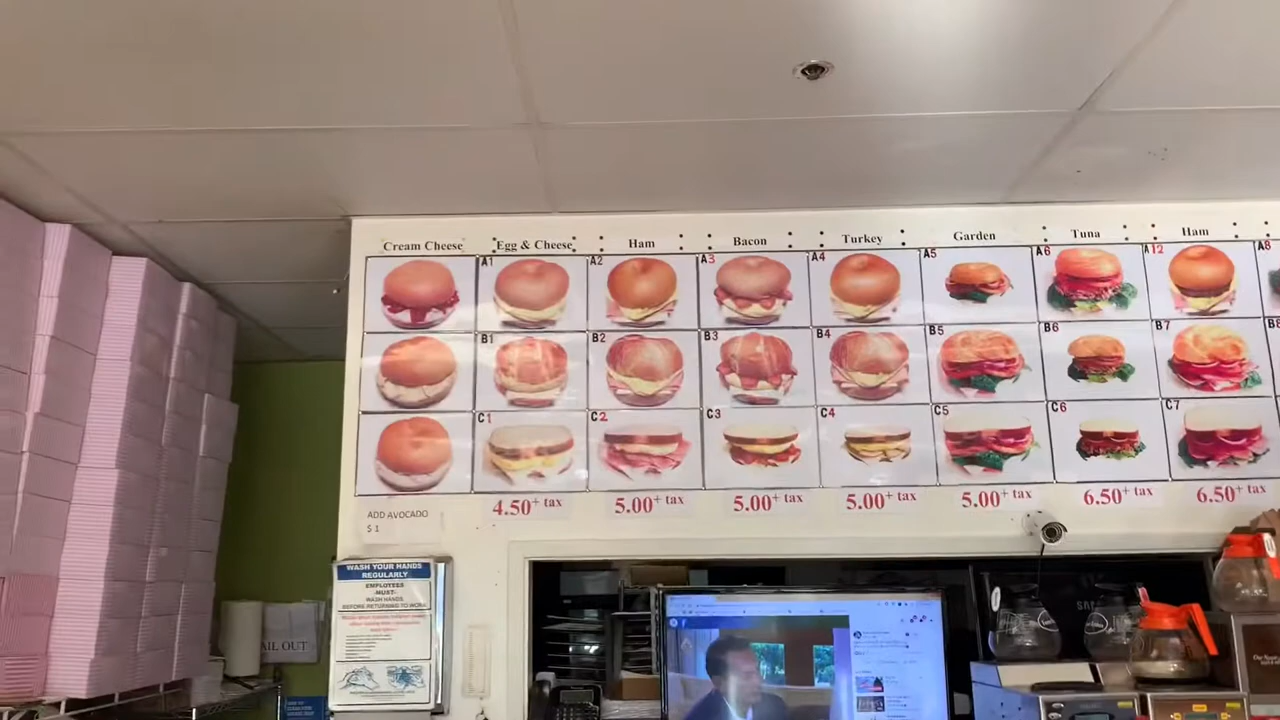 Cream Cheese Egg & Cheese Ham Bacon Turkey Garden Tuna Ham
A1 A2 A3 A4 A5 A6 A12 A8
B1 B2 B3 B4 B5 B6 B7
C1 C2 C3 C4 C5 C6 C7
4.50+ tax 5.00+ tax 5.00+ tax 5.00+ tax 5.00+ tax 6.50+ tax 6.50+ tax
ADD AVOCADO
$ 1
WASH YOUR HANDS
REGULARLY
EMPLOYEES
-MUST-
WASH HANDS
BEFORE RETURNING TO WORK
AIL OUT